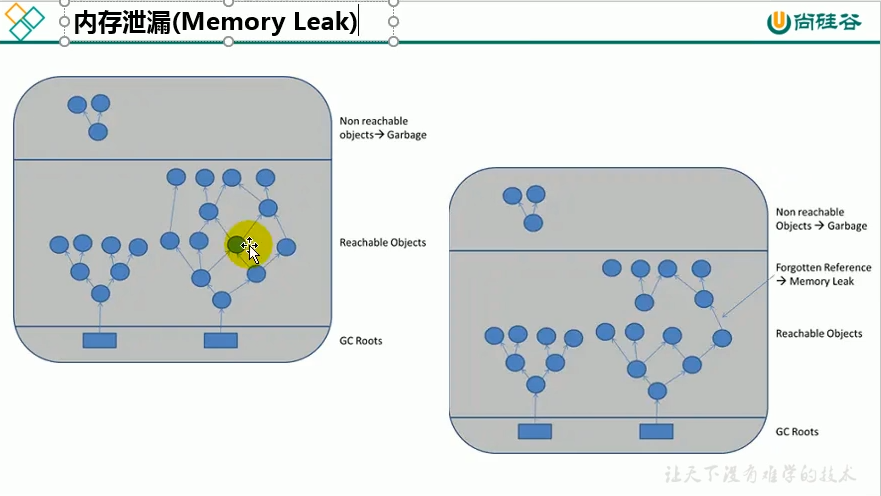 内存泄漏(Memory Leak)
尚硅谷
Non reachable
objects→ Garbage
Reachable Objects
GC Roots
Non reachable
Objects → Garbage
Forgotten Reference
→ Memory Leak
Reachable Objects
GC Roots
让天下没有难学的技术